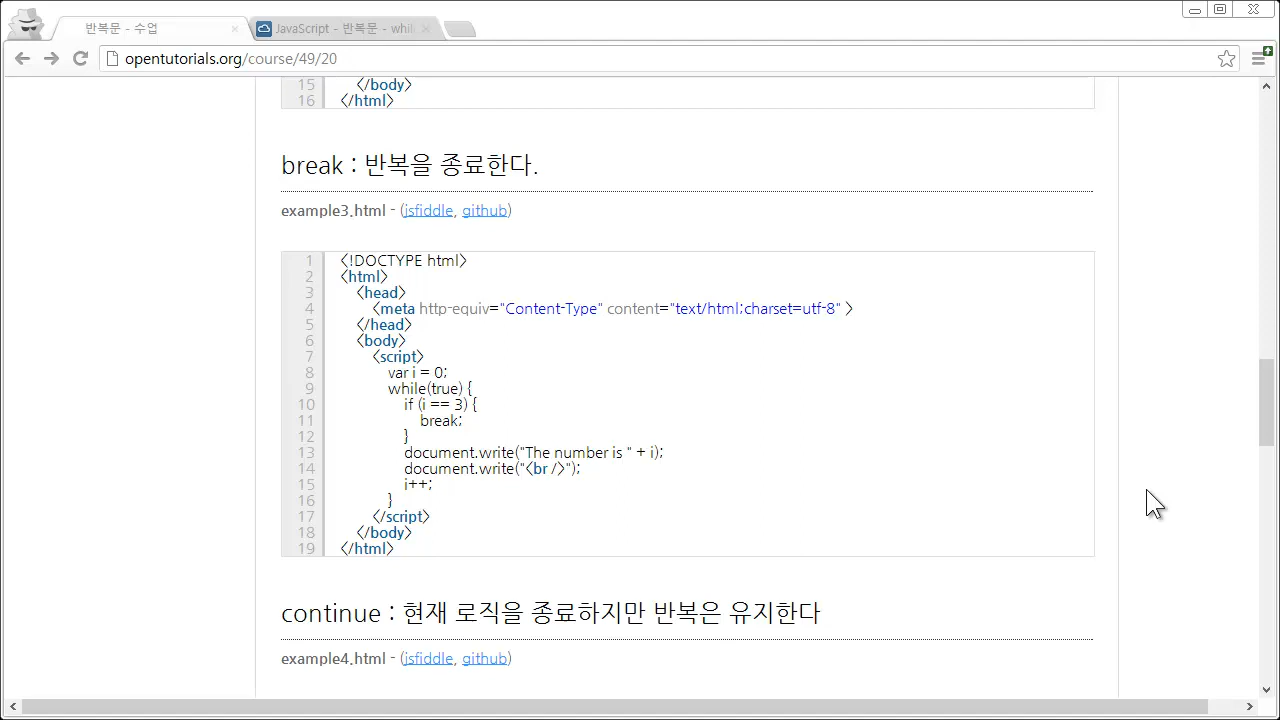 반복문 - 수업
JavaScript - 반복문 - whil
opentutorials.org/course/49/20
15 </body>
16 </html>
break : 반복을 종료한다.
example3.html - (jsfiddle, github)
1 <!DOCTYPE html>
2 <html>
3 <head>
4 <meta http-equiv="Content-Type" content="text/html;charset=utf-8" >
5 </head>
6 <body>
7 <script>
8 var i = 0;
9 while(true) {
10 if (i == 3) {
11 break;
12 }
13 document.write("The number is " + i);
14 document.write("<br />");
15 i++;
16 }
17 </script>
18 </body>
19 </html>
continue : 현재 로직을 종료하지만 반복은 유지한다
example4.html - (jsfiddle, github)